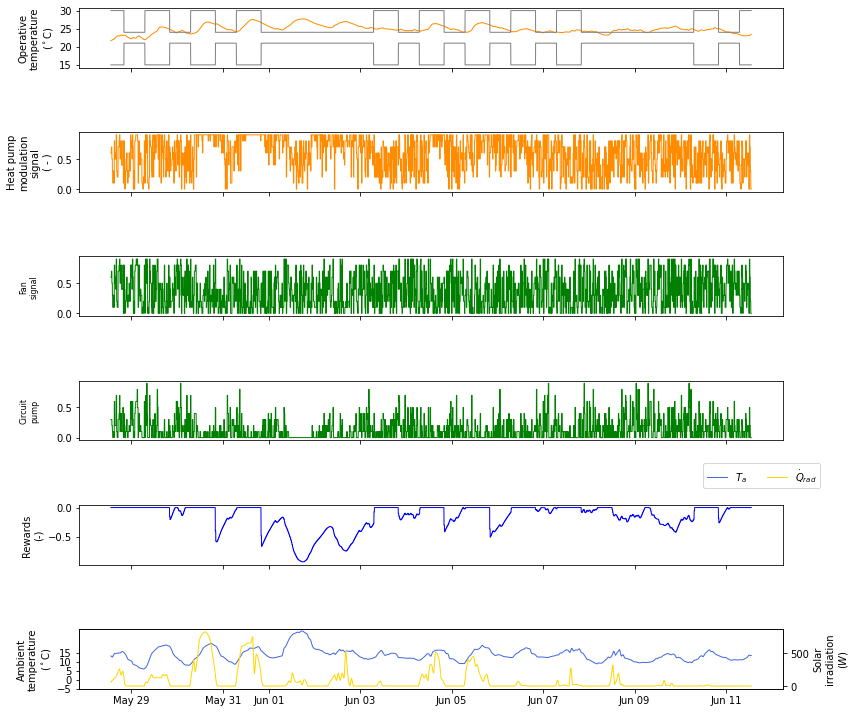 30
25
20
15
Operative
temperature
(°C)
0.5
0.0
Heat pump
modulation
signal
( - )
0.5
0.0
Fan
signal
0.5
0.0
Circuit
pump
T_a
Q̇_rad
0.0
−0.5
Rewards
(-)
15
10
5
0
−5
Ambient
temperature
(°C)
500
0
Solar
irradiation
(W)
May 29 May 31 Jun 01 Jun 03 Jun 05 Jun 07 Jun 09 Jun 11